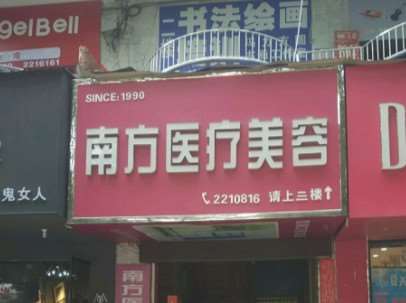 gelBell
2216161
书法绘画
SINCE:1990
南方医疗美容
2210816 请上二楼↑
鬼女人
D
南方医